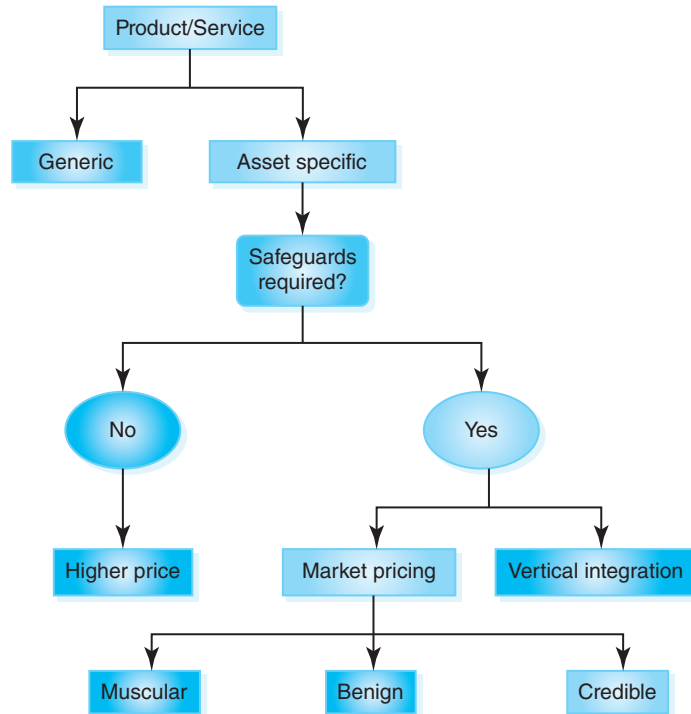 Product/Service
Generic
Asset specific
Safeguards
required?
No
Yes
Higher price
Market pricing
Vertical integration
Muscular
Benign
Credible